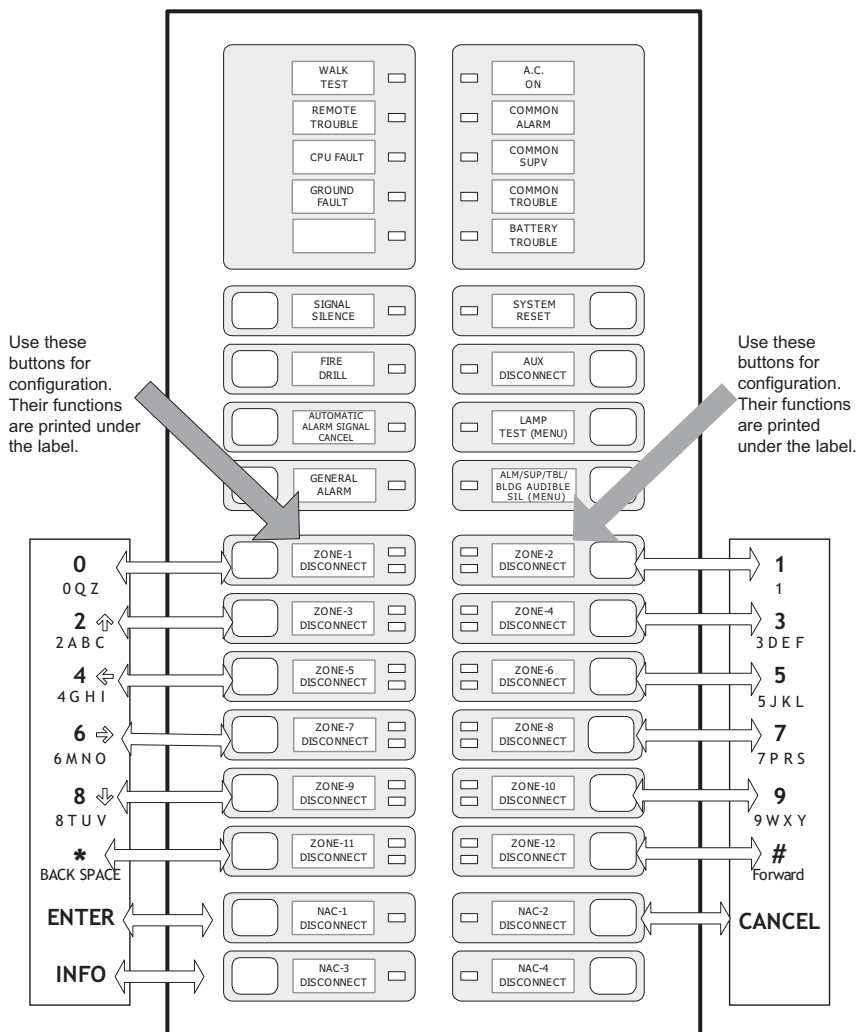 WALK
TEST
REMOTE
TROUBLE
CPU FAULT
GROUND
FAULT
A.C.
ON
COMMON
ALARM
COMMON
SUPV
COMMON
TROUBLE
BATTERY
TROUBLE
SIGNAL
SILENCE
SYSTEM
RESET
FIRE
DRILL
AUX
DISCONNECT
AUTOMATIC
ALARM SIGNAL
CANCEL
LAMP
TEST (MENU)
GENERAL
ALARM
ALM/SUP/TBL/
BLDG AUDIBLE
SIL (MENU)
Use these
buttons for
configuration.
Their functions
are printed under
the label.
Use these
buttons for
configuration.
Their functions
are printed
under the label.
0
0 Q Z
ZONE-1
DISCONNECT
ZONE-2
DISCONNECT
1
1
2
2 A B C
ZONE-3
DISCONNECT
ZONE-4
DISCONNECT
3
3 D E F
4
4 G H I
ZONE-5
DISCONNECT
ZONE-6
DISCONNECT
5
5 J K L
6
6 M N O
ZONE-7
DISCONNECT
ZONE-8
DISCONNECT
7
7 P R S
8
8 T U V
ZONE-9
DISCONNECT
ZONE-10
DISCONNECT
9
9 W X Y
*
BACK SPACE
ZONE-11
DISCONNECT
ZONE-12
DISCONNECT
#
Forward
ENTER
NAC-1
DISCONNECT
NAC-2
DISCONNECT
CANCEL
INFO
NAC-3
DISCONNECT
NAC-4
DISCONNECT